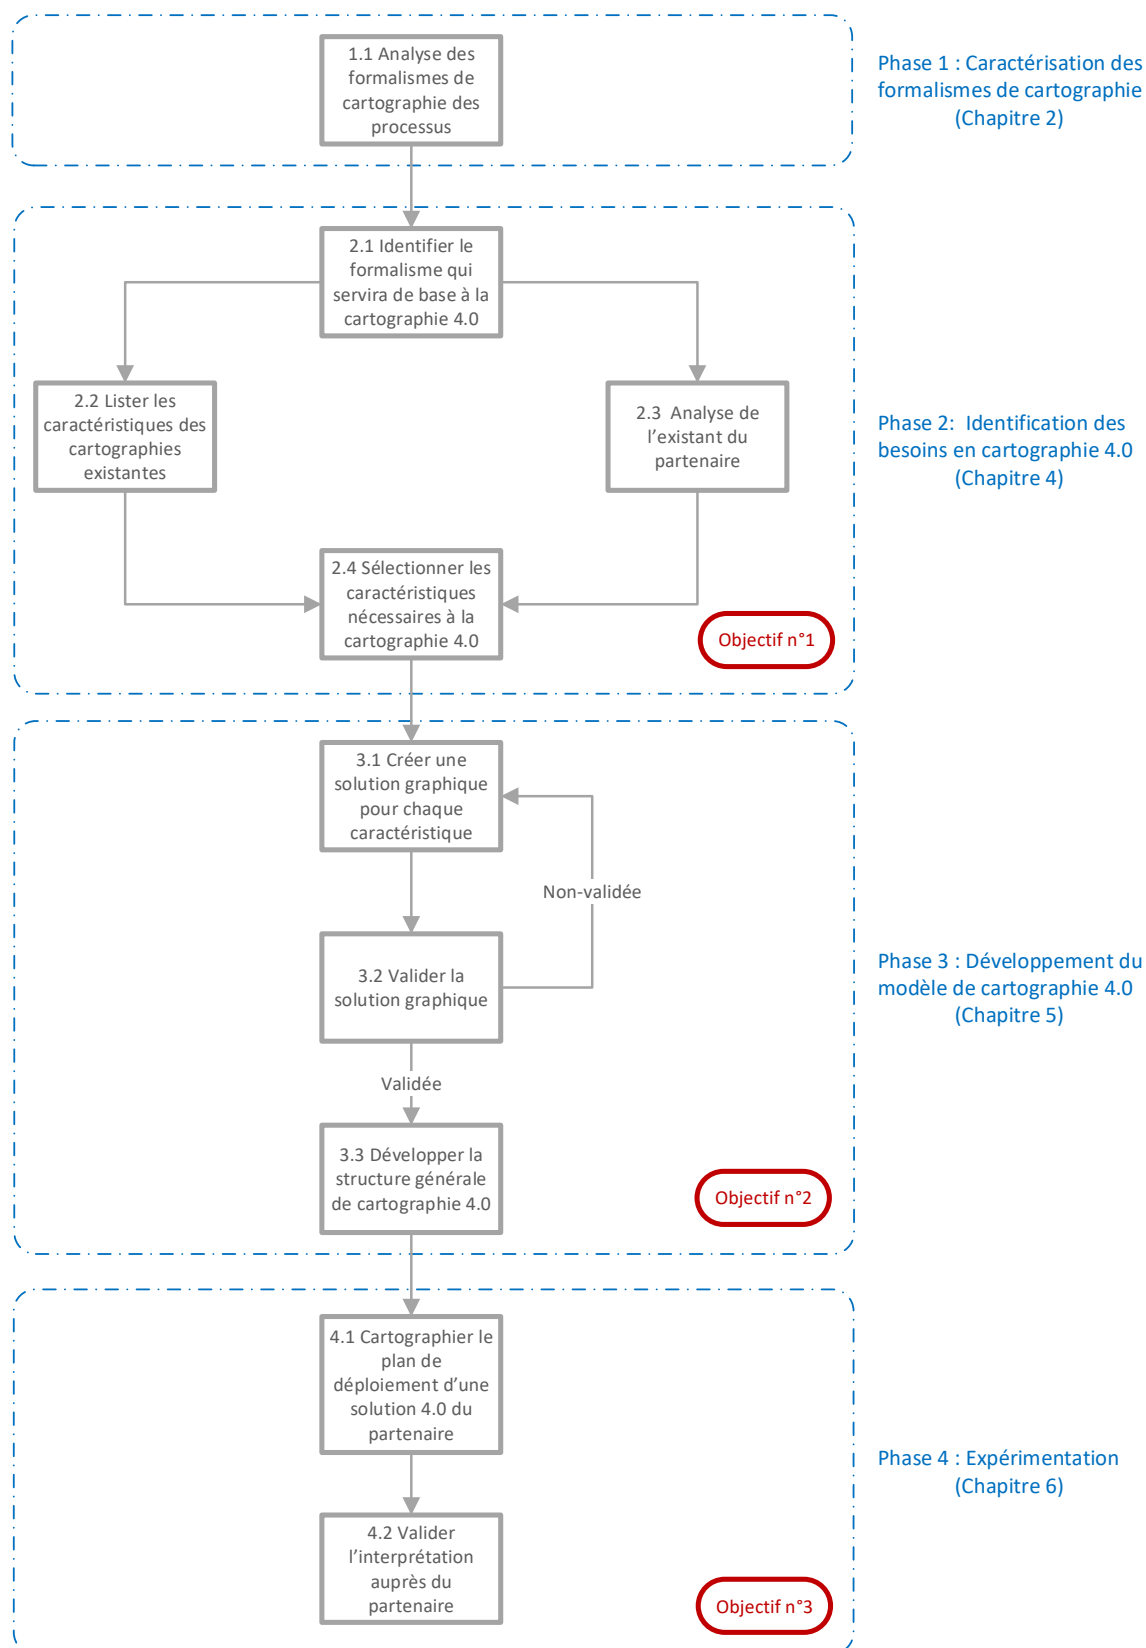 1.1 Analyse des
formalismes de
cartographie des
processus
Phase 1 : Caractérisation des
formalismes de cartographie
(Chapitre 2)
2.1 Identifier le
formalisme qui
servira de base à la
cartographie 4.0
2.2 Lister les
caractéristiques des
cartographies
existantes
2.3 Analyse de
l’existant du
partenaire
Phase 2: Identification des
besoins en cartographie 4.0
(Chapitre 4)
2.4 Sélectionner les
caractéristiques
nécessaires à la
cartographie 4.0
Objectif n°1
3.1 Créer une
solution graphique
pour chaque
caractéristique
Non-validée
3.2 Valider la
solution graphique
Phase 3 : Développement du
modèle de cartographie 4.0
(Chapitre 5)
Validée
3.3 Développer la
structure générale
de cartographie 4.0
Objectif n°2
4.1 Cartographier le
plan de
déploiement d’une
solution 4.0 du
partenaire
Phase 4 : Expérimentation
(Chapitre 6)
4.2 Valider
l’interprétation
auprès du
partenaire
Objectif n°3